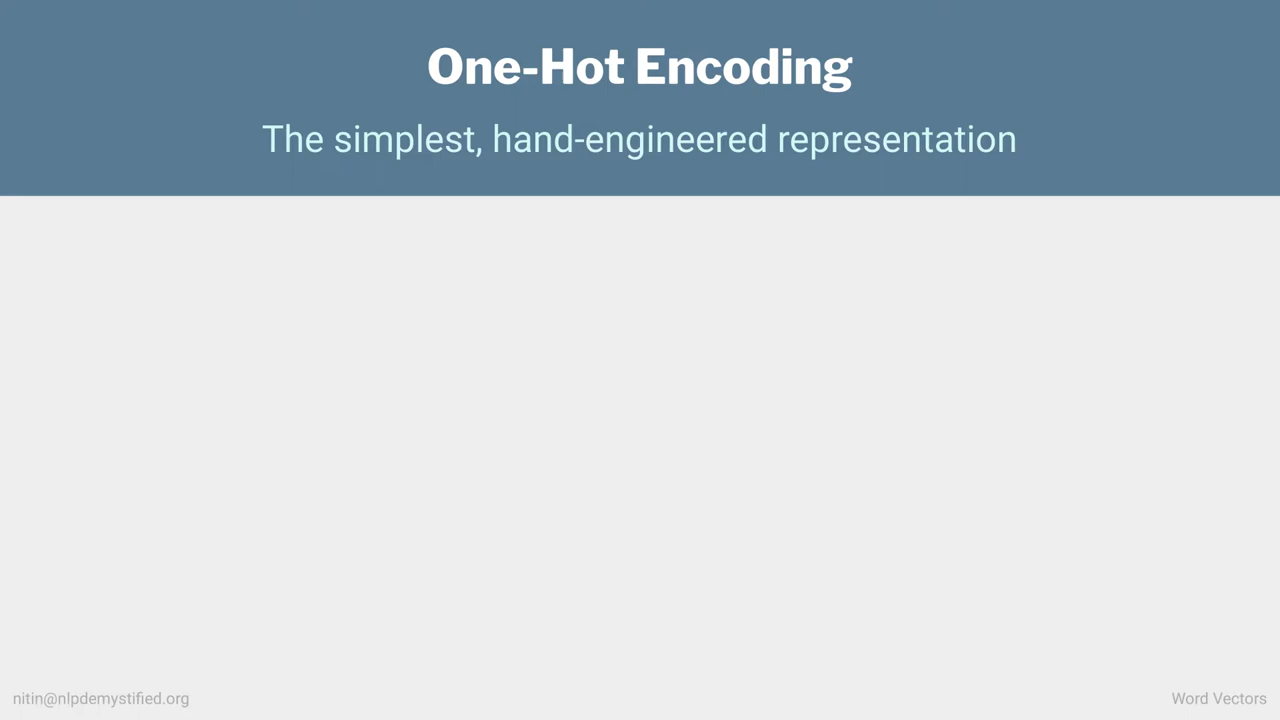 One-Hot Encoding
The simplest, hand-engineered representation
nitin@nlpdemystified.org
Word Vectors